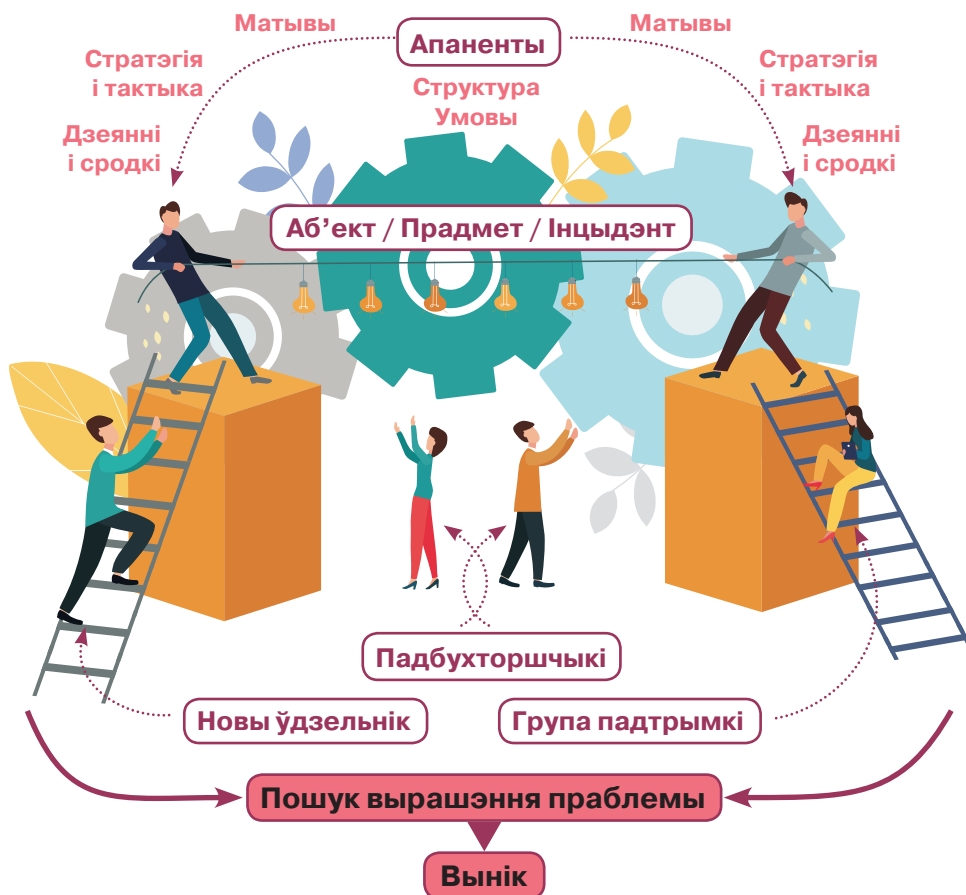 Матывы
Апаненты
Матывы
Стратэгія
і тактыка
Структура
Умовы
Стратэгія
і тактыка
Дзеянні
і сродкі
Дзеянні
і сродкі
Аб’ект / Прадмет / Інцыдэнт
Падбухторшчыкі
Новы ўдзельнік
Група падтрымкі
Пошук вырашэння праблемы
Вынік